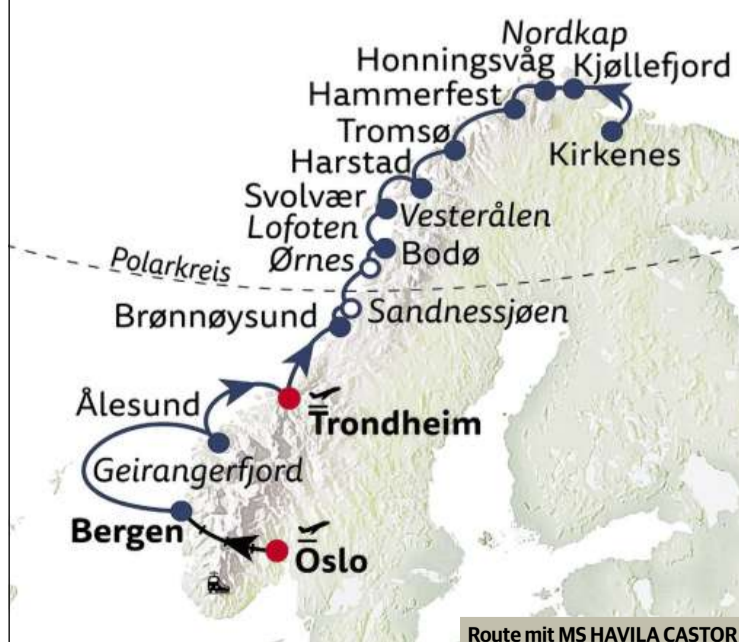 Nordkap
Honningsvåg
Kjøllefjord
Hammerfest
Tromsø
Kirkenes
Harstad
Svolvær
Vesterålen
Lofoten
Ørnes
Bodø
Polarkreis
Brønnøysund
Sandnessjøen
Ålesund
Trondheim
Geirangerfjord
Bergen
Oslo
Route mit MS HAVILA CASTOR